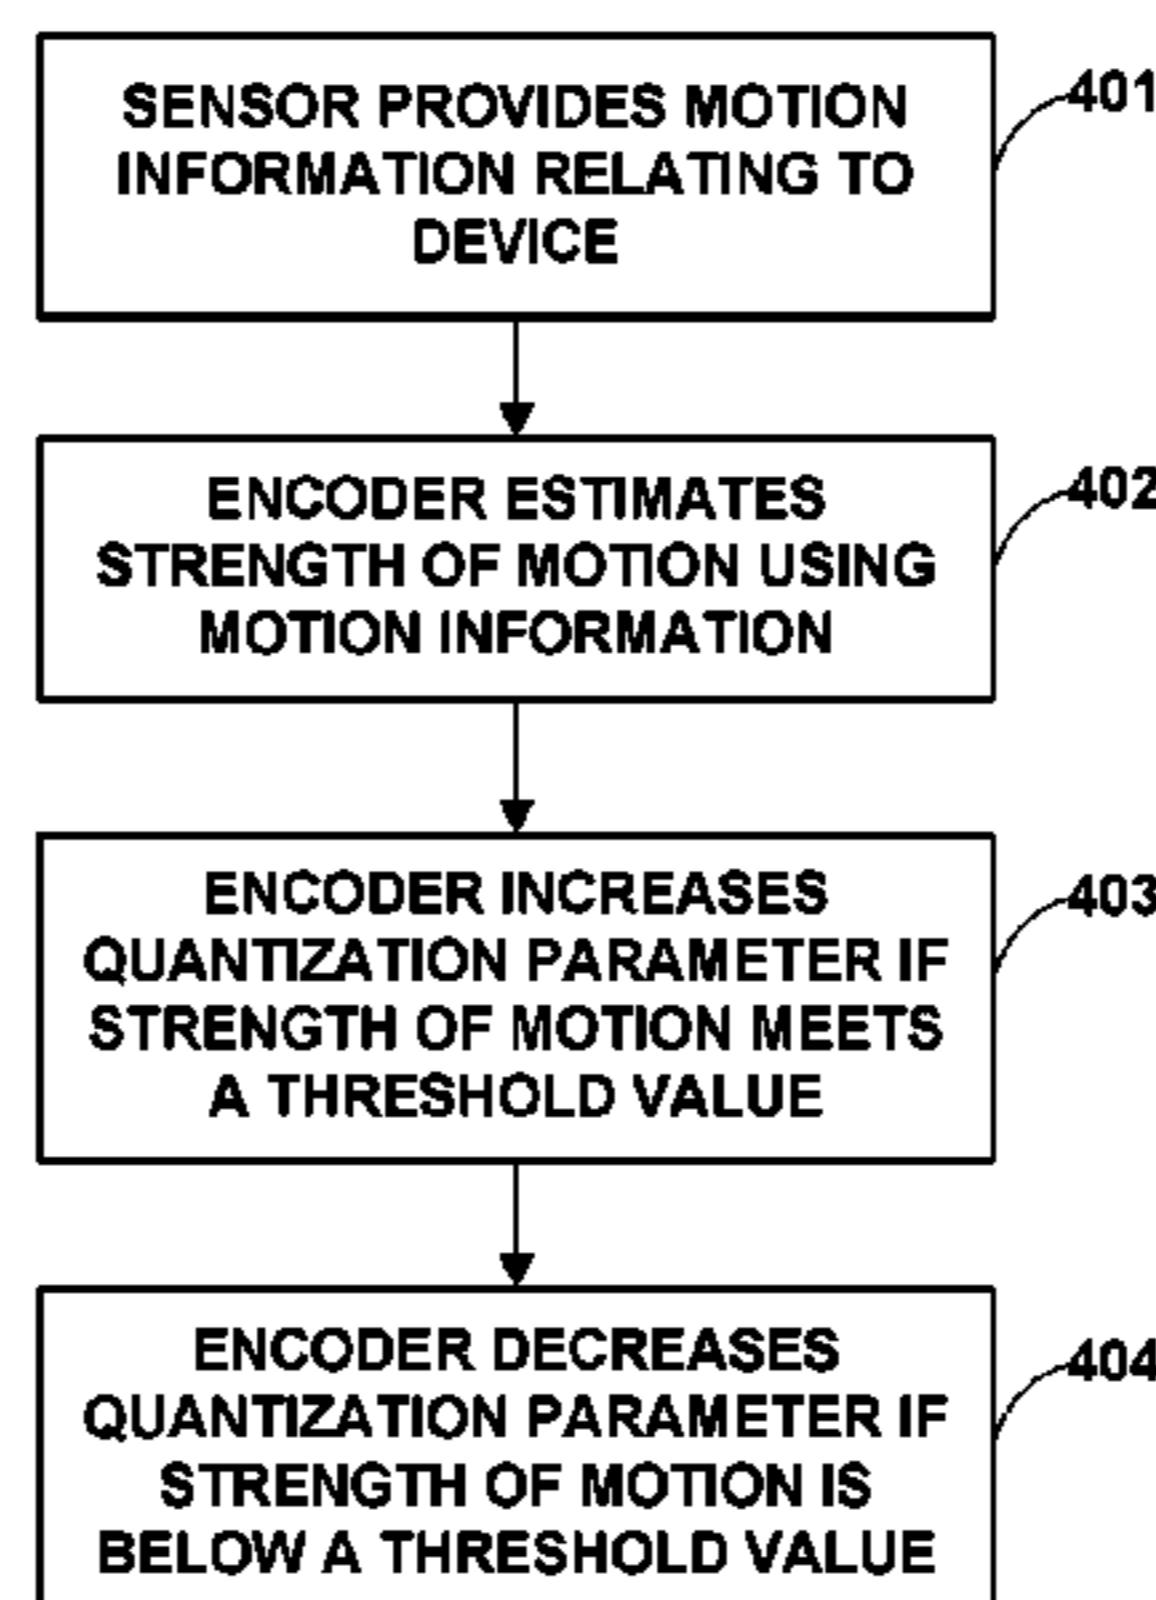 SENSOR PROVIDES MOTION
INFORMATION RELATING TO
DEVICE
401
ENCODER ESTIMATES
STRENGTH OF MOTION USING
MOTION INFORMATION
402
ENCODER INCREASES
QUANTIZATION PARAMETER IF
STRENGTH OF MOTION MEETS
A THRESHOLD VALUE
403
ENCODER DECREASES
QUANTIZATION PARAMETER IF
STRENGTH OF MOTION IS
BELOW A THRESHOLD VALUE
404